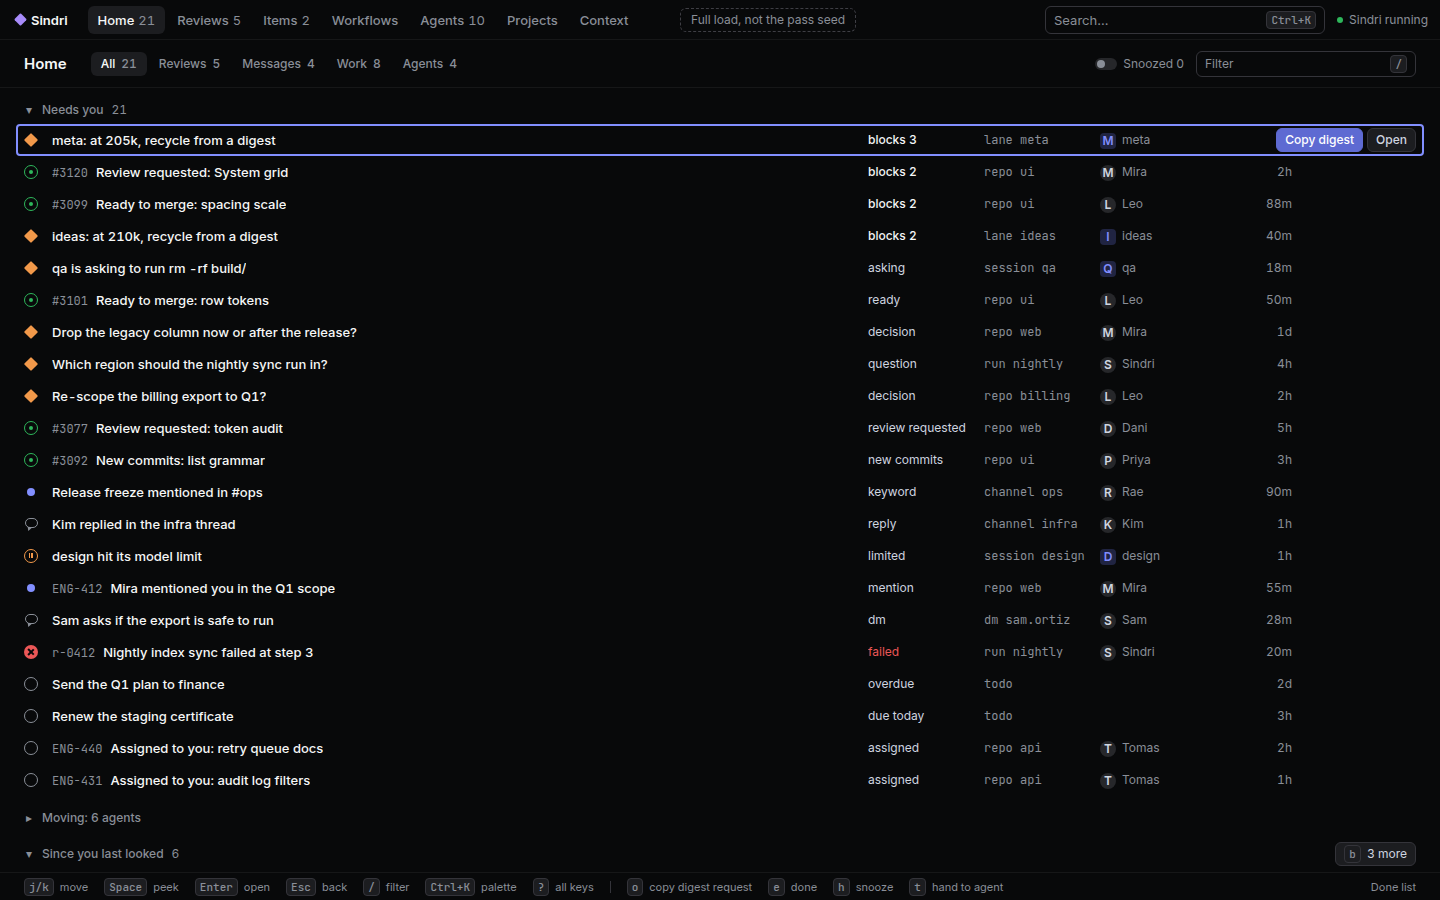 Sindri Home 21 Reviews 5 Items 2 Workflows Agents 10 Projects Context Full load, not the pass seed Search... Ctrl+K Sindri running
Home All 21 Reviews 5 Messages 4 Work 8 Agents 4 Snoozed 0 Filter /
Needs you 21
meta: at 205k, recycle from a digest blocks 3 lane meta M meta Copy digest Open
#3120 Review requested: System grid blocks 2 repo ui M Mira 2h
#3099 Ready to merge: spacing scale blocks 2 repo ui L Leo 88m
ideas: at 210k, recycle from a digest blocks 2 lane ideas I ideas 40m
qa is asking to run rm -rf build/ asking session qa Q qa 18m
#3101 Ready to merge: row tokens ready repo ui L Leo 50m
Drop the legacy column now or after the release? decision repo web M Mira 1d
Which region should the nightly sync run in? question run nightly S Sindri 4h
Re-scope the billing export to Q1? decision repo billing L Leo 2h
#3077 Review requested: token audit review requested repo web D Dani 5h
#3092 New commits: list grammar new commits repo ui P Priya 3h
Release freeze mentioned in #ops keyword channel ops R Rae 90m
Kim replied in the infra thread reply channel infra K Kim 1h
design hit its model limit limited session design D design 1h
ENG-412 Mira mentioned you in the Q1 scope mention repo web M Mira 55m
Sam asks if the export is safe to run dm dm sam.ortiz S Sam 28m
r-0412 Nightly index sync failed at step 3 failed run nightly S Sindri 20m
Send the Q1 plan to finance overdue todo 2d
Renew the staging certificate due today todo 3h
ENG-440 Assigned to you: retry queue docs assigned repo api T Tomas 2h
ENG-431 Assigned to you: audit log filters assigned repo api T Tomas 1h
Moving: 6 agents
Since you last looked 6 b 3 more
j/k move Space peek Enter open Esc back / filter Ctrl+K palette ? all keys o copy digest request e done h snooze t hand to agent Done list